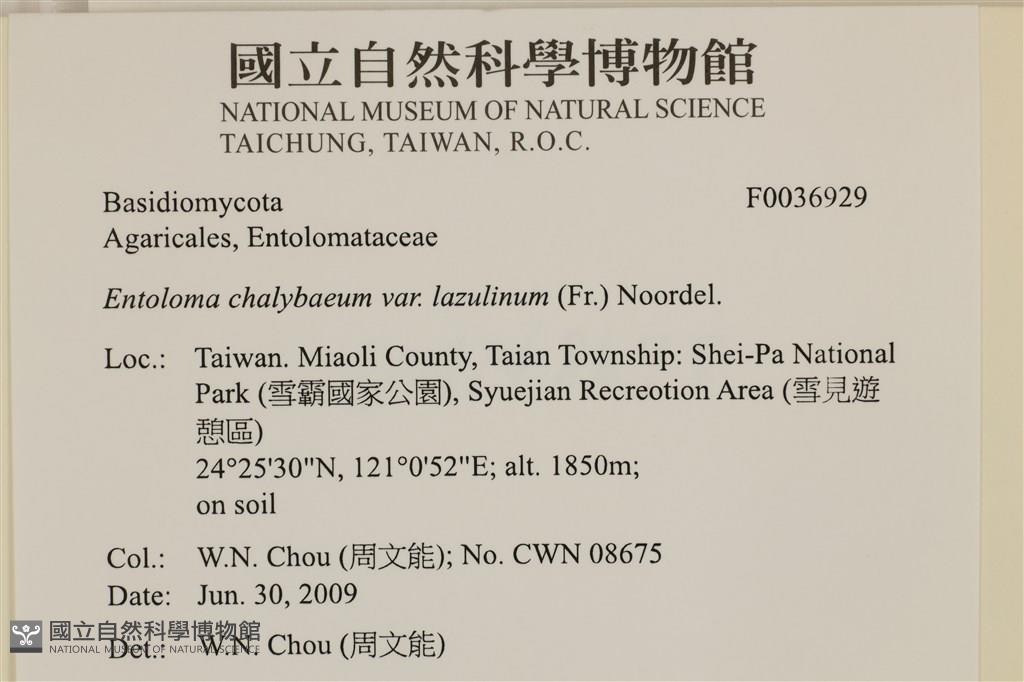 國立自然科學博物館
NATIONAL MUSEUM OF NATURAL SCIENCE
TAICHUNG, TAIWAN, R.O.C.
Basidiomycota F0036929
Agaricales, Entolomataceae
Entoloma chalybaeum var. lazulinum (Fr.) Noordel.
Loc.: Taiwan. Miaoli County, Taian Township: Shei-Pa National
Park (雪霸國家公園), Syuejian Recreotion Area (雪見遊
憩區)
24°25'30"N, 121°0'52"E; alt. 1850m;
on soil
Col.: W.N. Chou (周文能); No. CWN 08675
Date: Jun. 30, 2009
Det.: W.N. Chou (周文能)
國立自然科學博物館
NATIONAL MUSEUM OF NATURAL SCIENCE